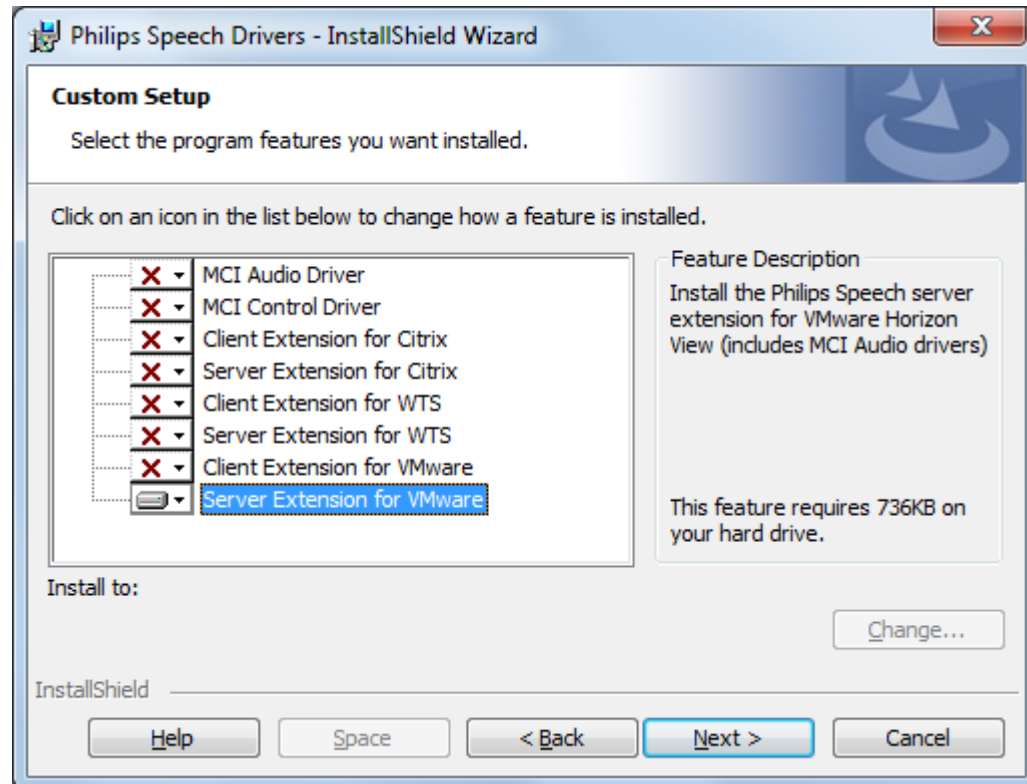 Philips Speech Drivers - InstallShield Wizard
Custom Setup
Select the program features you want installed.
Click on an icon in the list below to change how a feature is installed.
MCI Audio Driver
MCI Control Driver
Client Extension for Citrix
Server Extension for Citrix
Client Extension for WTS
Server Extension for WTS
Client Extension for VMware
Server Extension for VMware
Feature Description
Install the Philips Speech server
extension for VMware Horizon
View (includes MCI Audio drivers)
This feature requires 736KB on
your hard drive.
Install to:
Change...
InstallShield
Help
Space
< Back
Next >
Cancel